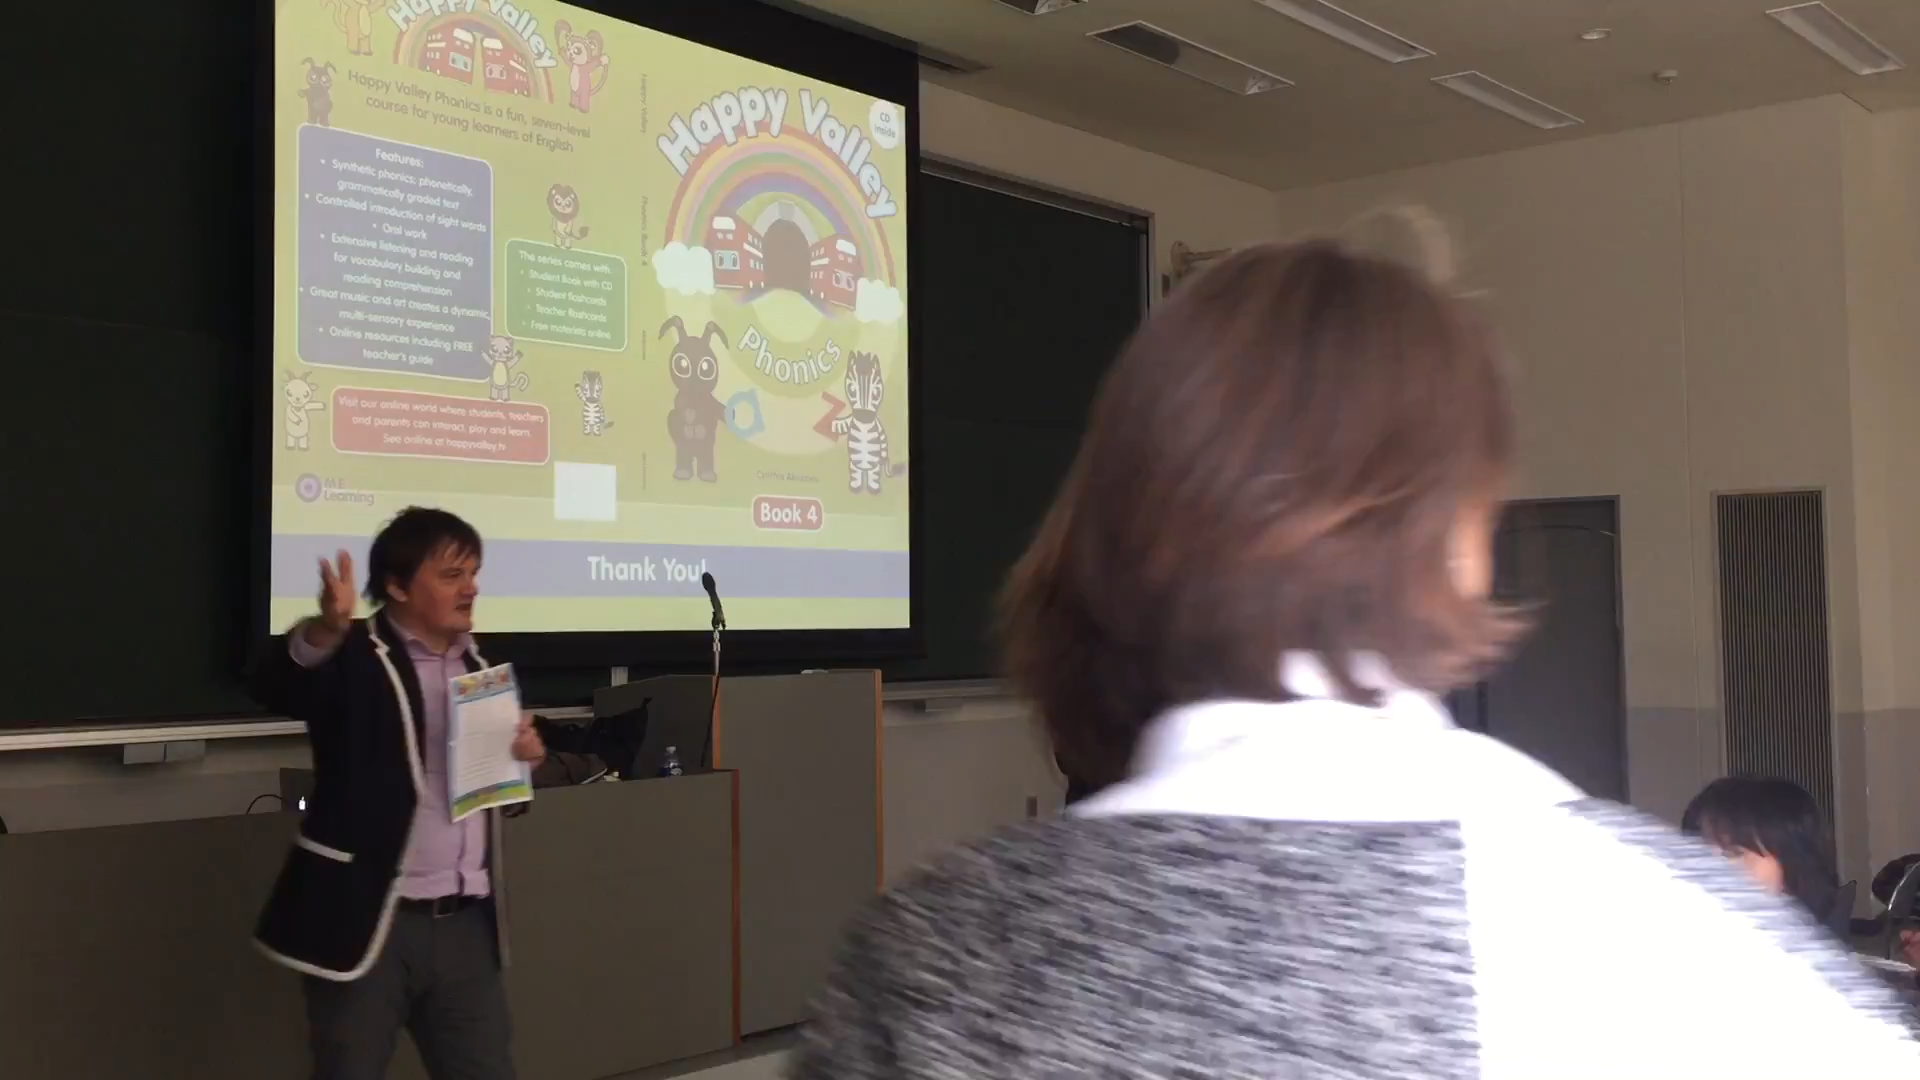 Happy Valley
Happy Valley Phonics is a fun, seven-level
course for young learners of English
Features:
• Synthetic phonics: phonetically,
grammatically graded text
• Controlled introduction of sight words
• Oral work
• Extensive listening and reading
for vocabulary building and
reading comprehension
• Great music and art creates a dynamic,
multi-sensory experience
• Online resources including FREE
teacher's guide
The series comes with:
• Student Book with CD
• Student flashcards
• Teacher flashcards
• Free materials online
Visit our online world where students, teachers
and parents can interact, play and learn
See online at happyvalley.tv
M E
Learning
Happy Valley
Phonics Book 4
Happy Valley
CD
Inside
Phonics
Book 4
Thank You!